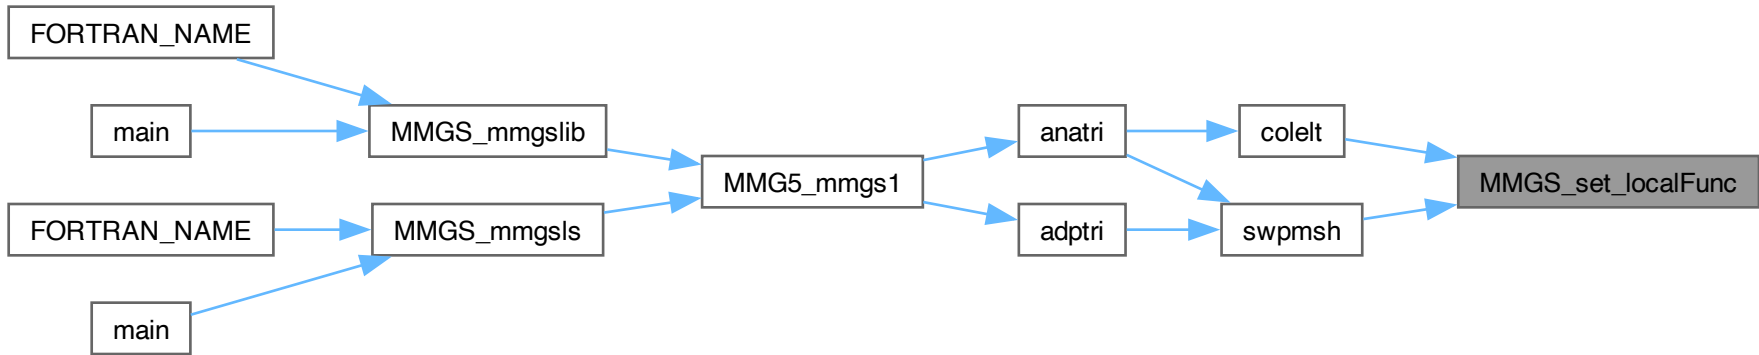 FORTRAN_NAME
main
MMGS_mmgslib
anatri
colelt
MMG5_mmgs1
MMGS_set_localFunc
FORTRAN_NAME
MMGS_mmgsls
adptri
swpmsh
main